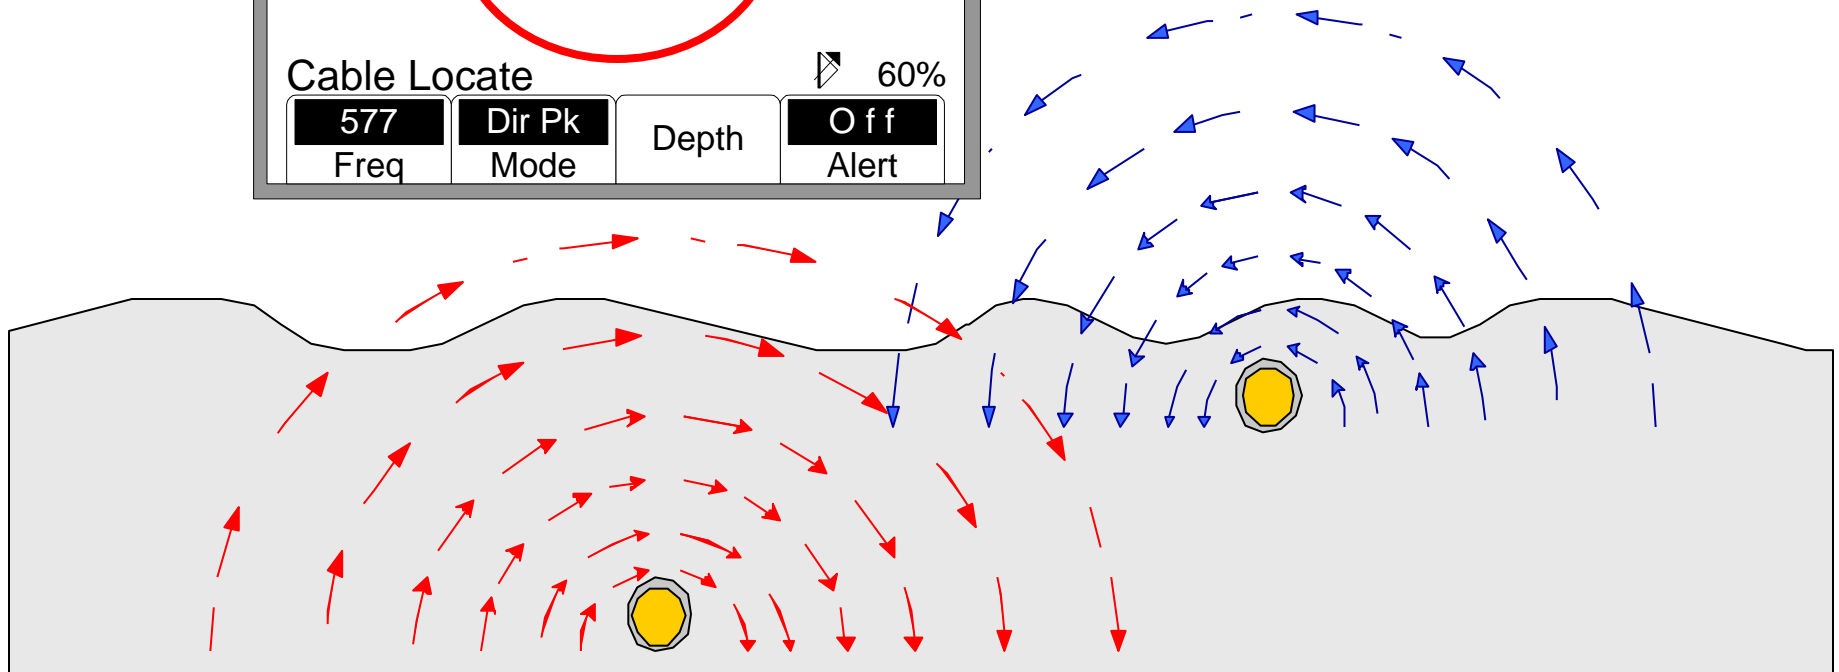 Cable Locate 60%
577 Dir Pk Depth O f f
Freq Mode Alert